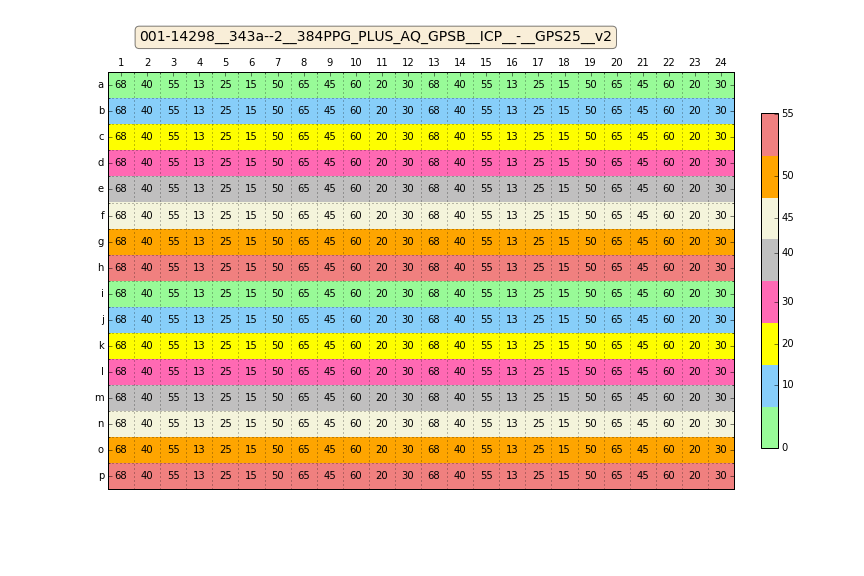 001-14298__343a--2__384PPG_PLUS_AQ_GPSB__ICP__-__GPS25__v2
1 2 3 4 5 6 7 8 9 10 11 12 13 14 15 16 17 18 19 20 21 22 23 24
a 68 40 55 13 25 15 50 65 45 60 20 30 68 40 55 13 25 15 50 65 45 60 20 30
b 68 40 55 13 25 15 50 65 45 60 20 30 68 40 55 13 25 15 50 65 45 60 20 30
c 68 40 55 13 25 15 50 65 45 60 20 30 68 40 55 13 25 15 50 65 45 60 20 30
d 68 40 55 13 25 15 50 65 45 60 20 30 68 40 55 13 25 15 50 65 45 60 20 30
e 68 40 55 13 25 15 50 65 45 60 20 30 68 40 55 13 25 15 50 65 45 60 20 30
f 68 40 55 13 25 15 50 65 45 60 20 30 68 40 55 13 25 15 50 65 45 60 20 30
g 68 40 55 13 25 15 50 65 45 60 20 30 68 40 55 13 25 15 50 65 45 60 20 30
h 68 40 55 13 25 15 50 65 45 60 20 30 68 40 55 13 25 15 50 65 45 60 20 30
i 68 40 55 13 25 15 50 65 45 60 20 30 68 40 55 13 25 15 50 65 45 60 20 30
j 68 40 55 13 25 15 50 65 45 60 20 30 68 40 55 13 25 15 50 65 45 60 20 30
k 68 40 55 13 25 15 50 65 45 60 20 30 68 40 55 13 25 15 50 65 45 60 20 30
l 68 40 55 13 25 15 50 65 45 60 20 30 68 40 55 13 25 15 50 65 45 60 20 30
m 68 40 55 13 25 15 50 65 45 60 20 30 68 40 55 13 25 15 50 65 45 60 20 30
n 68 40 55 13 25 15 50 65 45 60 20 30 68 40 55 13 25 15 50 65 45 60 20 30
o 68 40 55 13 25 15 50 65 45 60 20 30 68 40 55 13 25 15 50 65 45 60 20 30
p 68 40 55 13 25 15 50 65 45 60 20 30 68 40 55 13 25 15 50 65 45 60 20 30
55
50
45
40
30
20
10
0